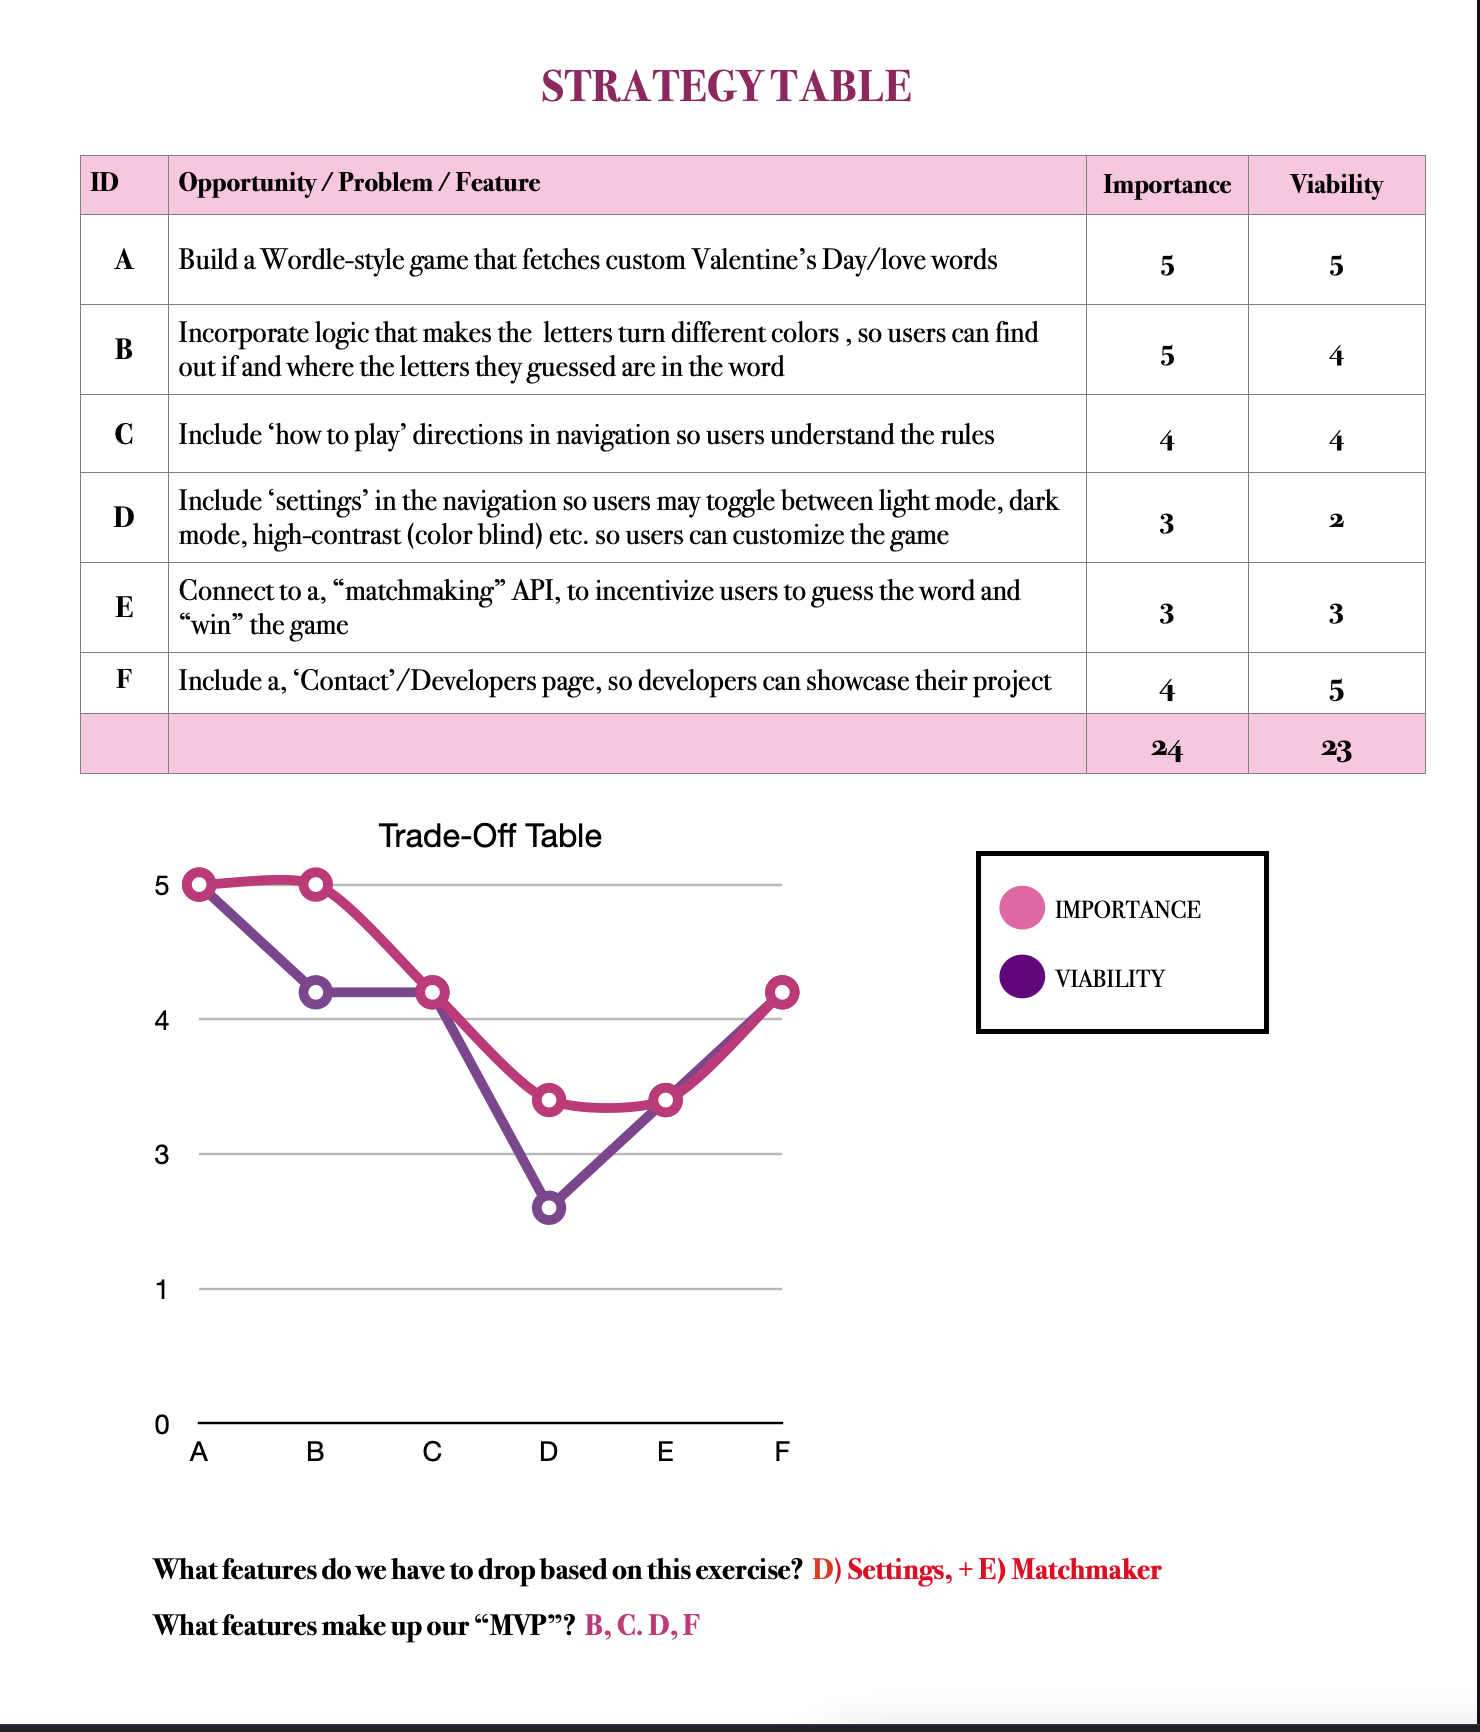 STRATEGY TABLE
ID Opportunity / Problem / Feature Importance Viability
A Build a Wordle-style game that fetches custom Valentine’s Day/love words 5 5
B Incorporate logic that makes the letters turn different colors , so users can find
out if and where the letters they guessed are in the word 5 4
C Include ‘how to play’ directions in navigation so users understand the rules 4 4
D Include ‘settings’ in the navigation so users may toggle between light mode, dark
mode, high-contrast (color blind) etc. so users can customize the game 3 2
E Connect to a, “matchmaking” API, to incentivize users to guess the word and
“win” the game 3 3
F Include a, ‘Contact’/Developers page, so developers can showcase their project 4 5
24 23
Trade-Off Table
5
4
3
1
0
A B C D E F
IMPORTANCE
VIABILITY
What features do we have to drop based on this exercise? D) Settings, + E) Matchmaker
What features make up our “MVP”? B, C. D, F